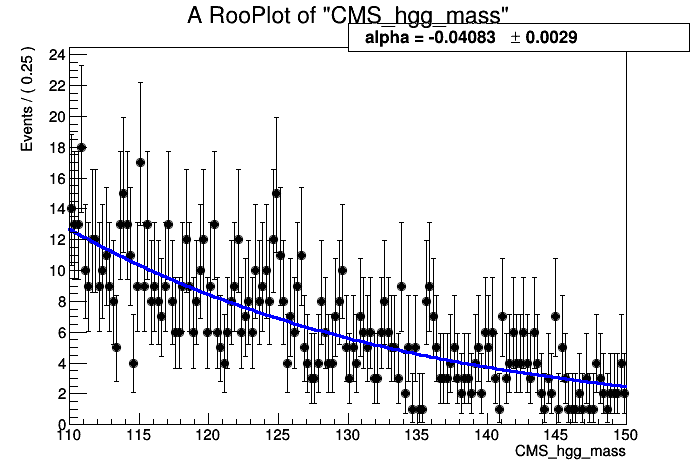 A RooPlot of "CMS_hgg_mass"
alpha = -0.04083 ± 0.0029
Events / ( 0.25 )
24
22
20
18
16
14
12
10
8
6
4
2
0
110 115 120 125 130 135 140 145 150
CMS_hgg_mass